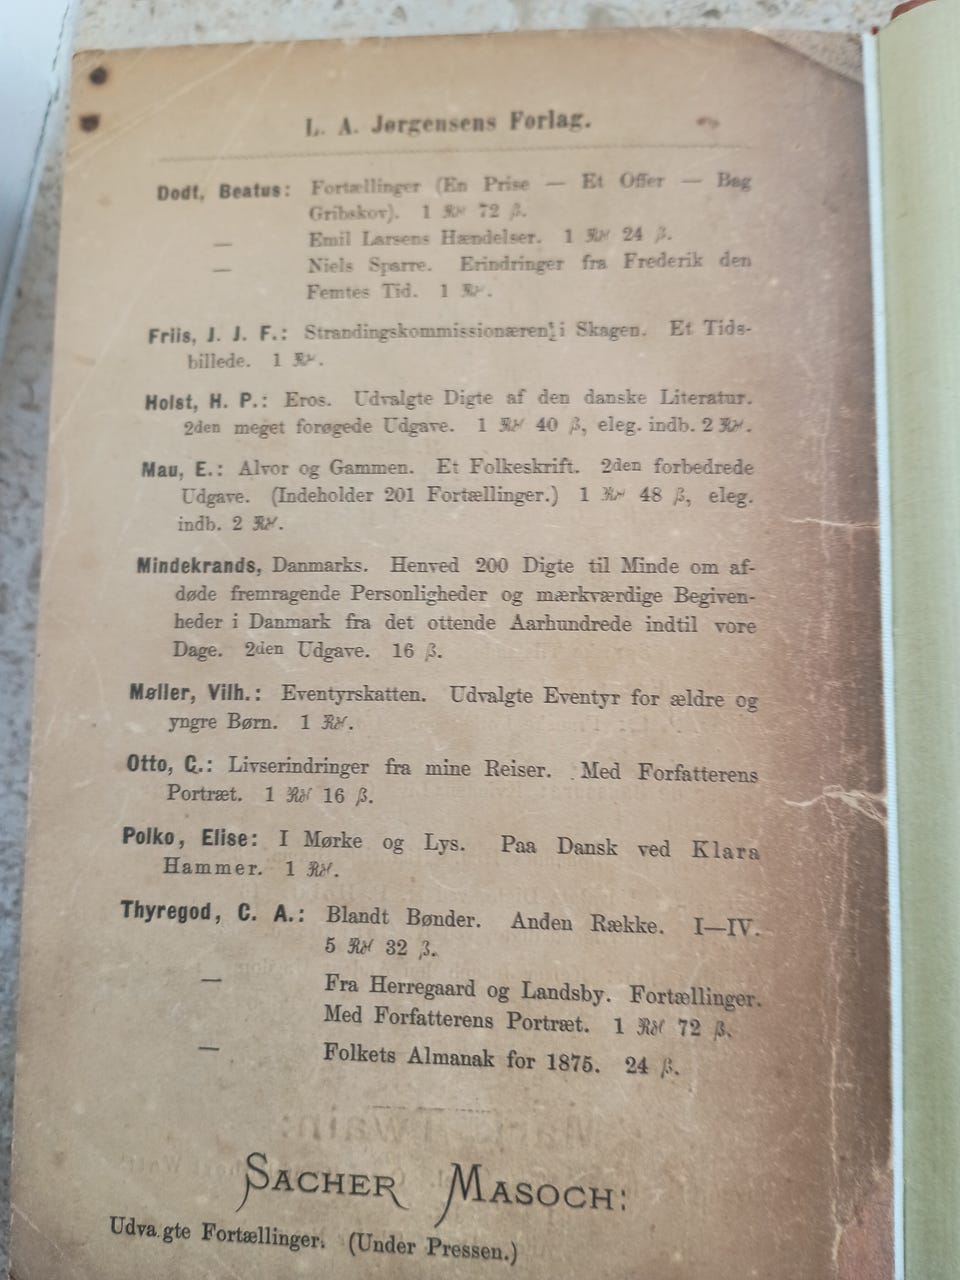 L. A. Jørgensens Forlag.
Dodt, Beatus: Fortællinger (En Prise — Et Offer — Bag
Gribskov). 1 Rd 72 ß.
— Emil Larsens Hændelser. 1 Rd 24 ß.
— Niels Sparre. Erindringer fra Frederik den
Femtes Tid. 1 Rd.
Friis, J. J. F.: Strandingskommissionæren i Skagen. Et Tids-
billede. 1 Rd.
Holst, H. P.: Eros. Udvalgte Digte af den danske Literatur.
2den meget forøgede Udgave. 1 Rd 40 ß, eleg. indb. 2 Rd.
Mau, E.: Alvor og Gammen. Et Folkeskrift. 2den forbedrede
Udgave. (Indeholder 201 Fortællinger.) 1 Rd 48 ß, eleg.
indb. 2 Rd.
Mindekrands, Danmarks. Henved 200 Digte til Minde om af-
døde fremragende Personligheder og mærkværdige Begiven-
heder i Danmark fra det ottende Aarhundrede indtil vore
Dage. 2den Udgave. 16 ß.
Møller, Vilh.: Eventyrskatten. Udvalgte Eventyr for ældre og
yngre Børn. 1 Rd.
Otto, C.: Livserindringer fra mine Reiser. Med Forfatterens
Portræt. 1 Rd 16 ß.
Polko, Elise: I Mørke og Lys. Paa Dansk ved Klara
Hammer. 1 Rd.
Thyregod, C. A.: Blandt Bønder. Anden Række. I—IV.
5 Rd 32 ß.
— Fra Herregaard og Landsby. Fortællinger.
Med Forfatterens Portræt. 1 Rd 72 ß.
— Folkets Almanak for 1875. 24 ß.
SACHER MASOCH:
Udva.gte Fortællinger. (Under Pressen.)